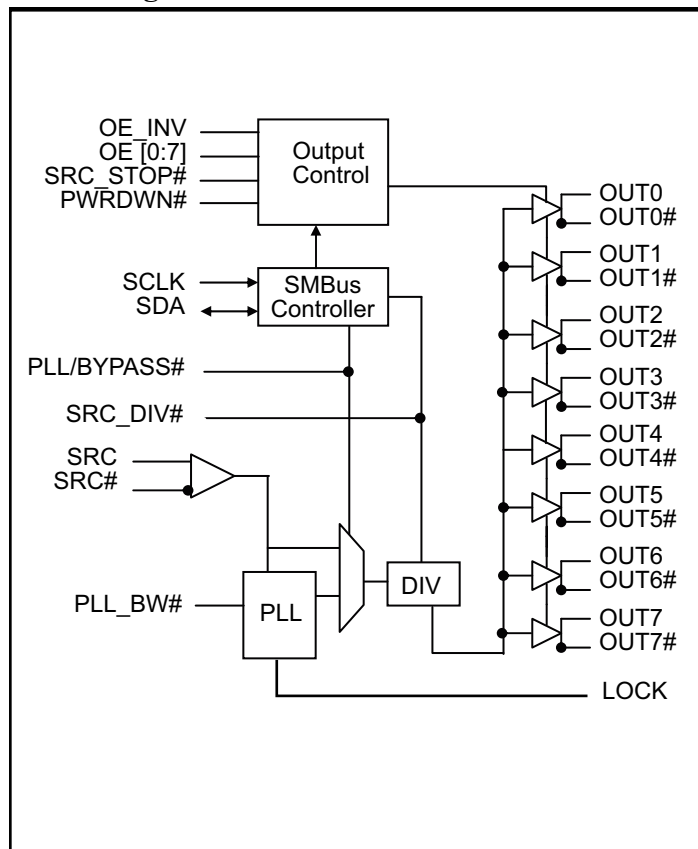 OE_INV
OE [0:7]
SRC_STOP#
PWRDWN#
Output
Control
SCLK
SDA
SMBus
Controller
PLL/BYPASS#
SRC_DIV#
SRC
SRC#
PLL_BW#
PLL
DIV
OUT0
OUT0#
OUT1
OUT1#
OUT2
OUT2#
OUT3
OUT3#
OUT4
OUT4#
OUT5
OUT5#
OUT6
OUT6#
OUT7
OUT7#
LOCK